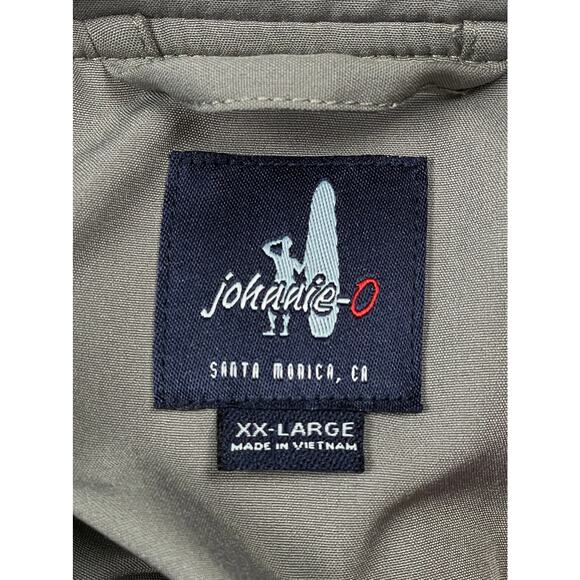 johnnie-O
SANTA MONICA, CA
XX-LARGE
MADE IN VIETNAM